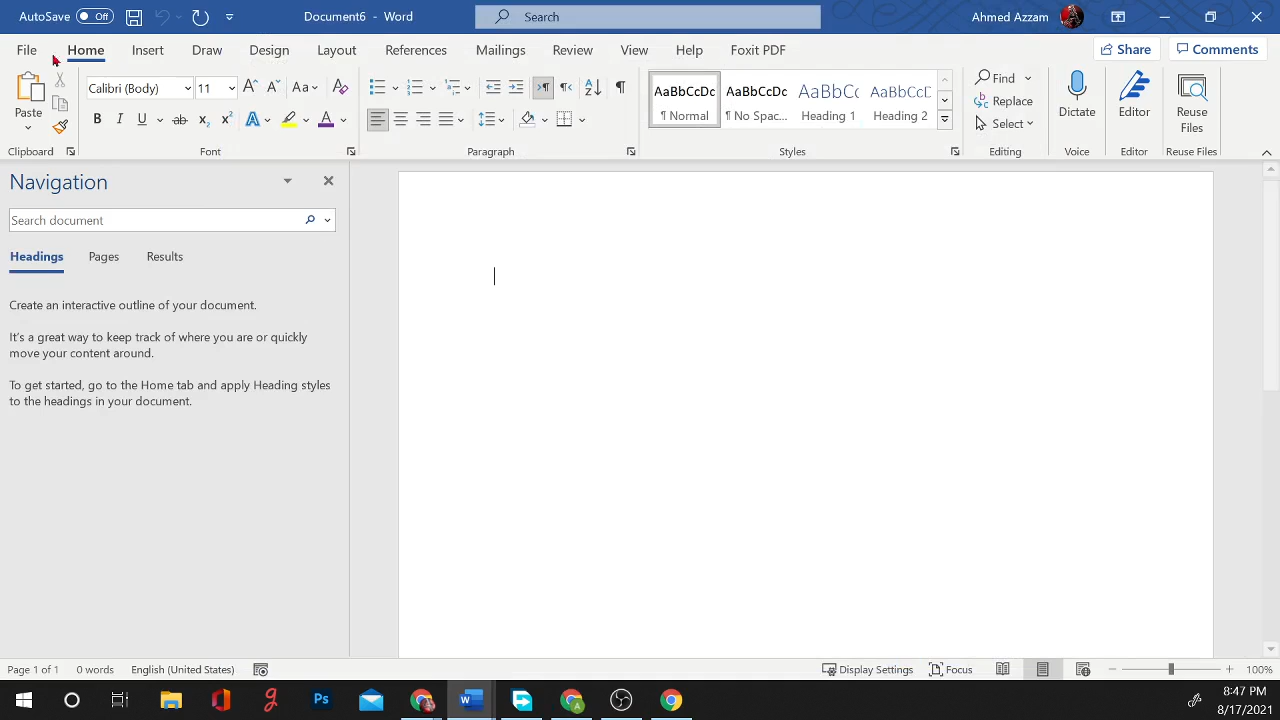 AutoSave Off Document6 - Word Search Ahmed Azzam
File Home Insert Draw Design Layout References Mailings Review View Help Foxit PDF Share Comments
Paste
Clipboard
Calibri (Body) 11
Font
Paragraph
AaBbCcDc AaBbCcDc AaBbCc AaBbCcD
¶ Normal ¶ No Spac... Heading 1 Heading 2
Styles
Find
Replace
Select
Editing
Dictate
Voice
Editor
Editor
Reuse
Files
Reuse Files
Navigation
Search document
Headings Pages Results
Create an interactive outline of your document.
It's a great way to keep track of where you are or quickly
move your content around.
To get started, go to the Home tab and apply Heading styles
to the headings in your document.
Page 1 of 1 0 words English (United States) Display Settings Focus 100%
8:47 PM
8/17/2021